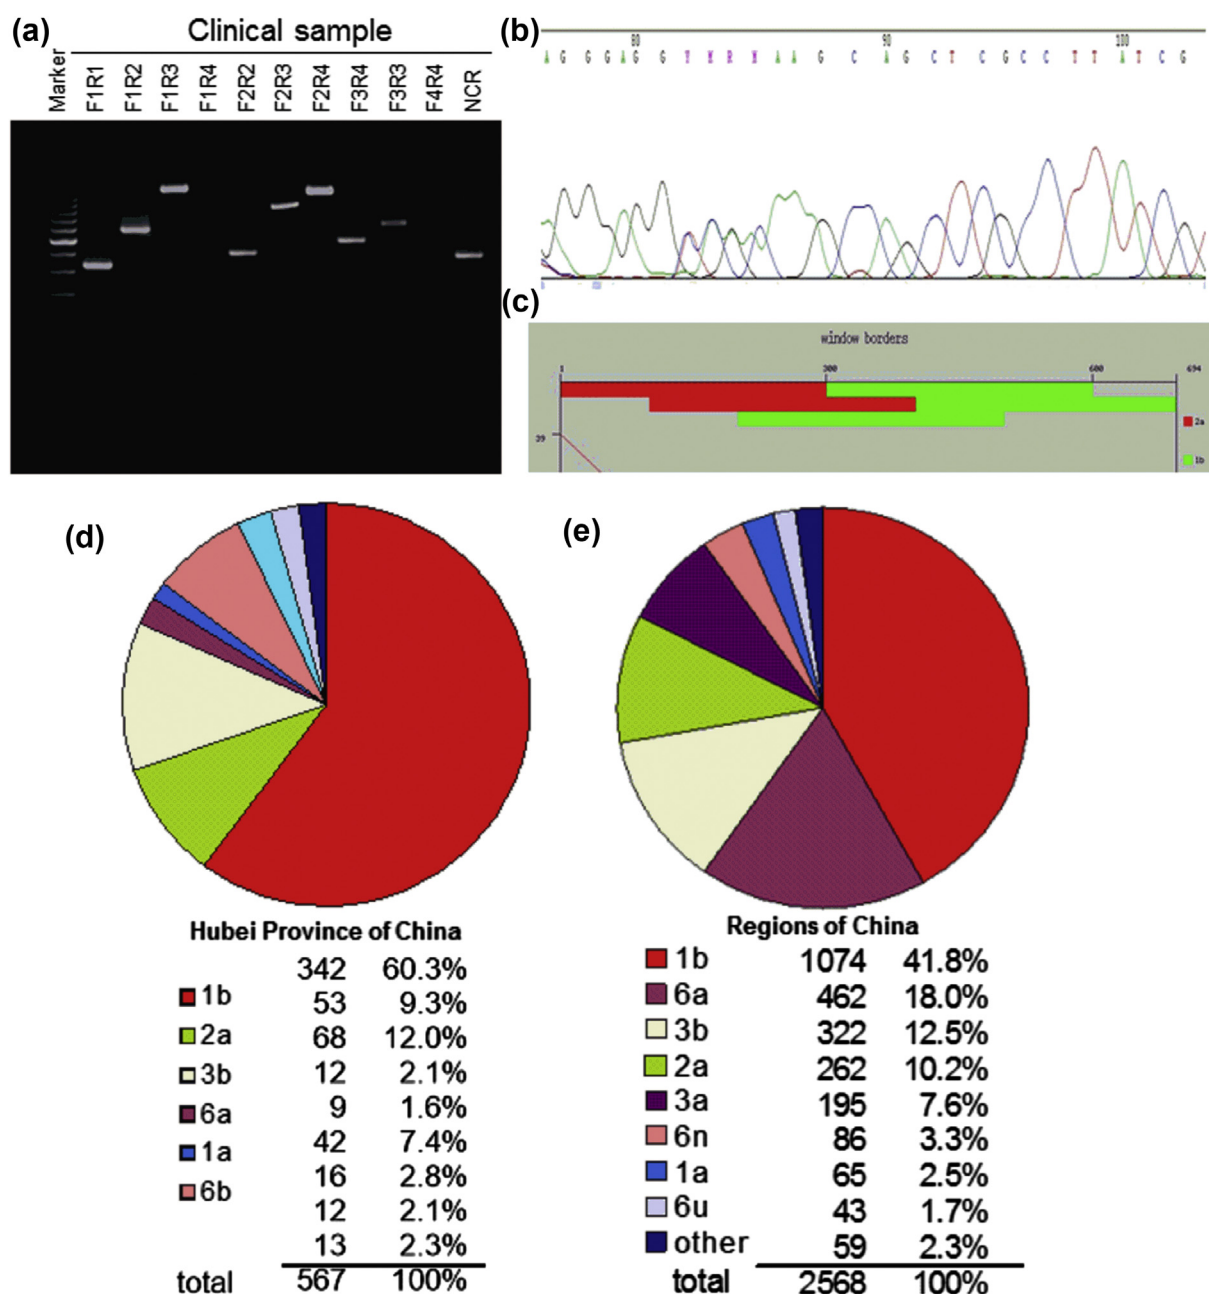 (a)
Clinical sample
Marker
F1R1
F1R2
F1R3
F1R4
F2R2
F2R3
F2R4
F3R4
F3R3
F4R4
NCR
(b)
80 90 100
A G G G A G G Y M R M A A G C A G C T C G C C T T A T C G
(c)
window borders
1 300 600 694
39
2a
1b
(d)
Hubei Province of China
342 60.3%
1b 53 9.3%
2a 68 12.0%
3b 12 2.1%
6a 9 1.6%
1a 42 7.4%
6b 16 2.8%
12 2.1%
13 2.3%
total 567 100%
(e)
Regions of China
1b 1074 41.8%
6a 462 18.0%
3b 322 12.5%
2a 262 10.2%
3a 195 7.6%
6n 86 3.3%
1a 65 2.5%
6u 43 1.7%
other 59 2.3%
total 2568 100%